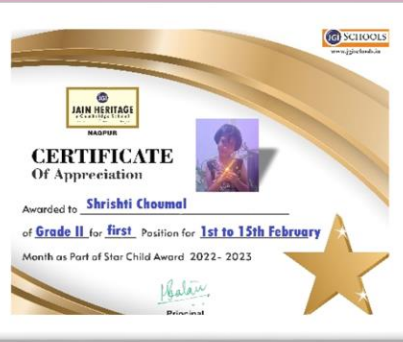 JGI SCHOOLS
www.jgischools.in
JGI
JAIN HERITAGE
a Cambridge School
NAGPUR
CERTIFICATE
Of Appreciation
Awarded to Shrishti Choumal
of Grade II for first Position for 1st to 15th February
Month as Part of Star Child Award 2022- 2023
Principal